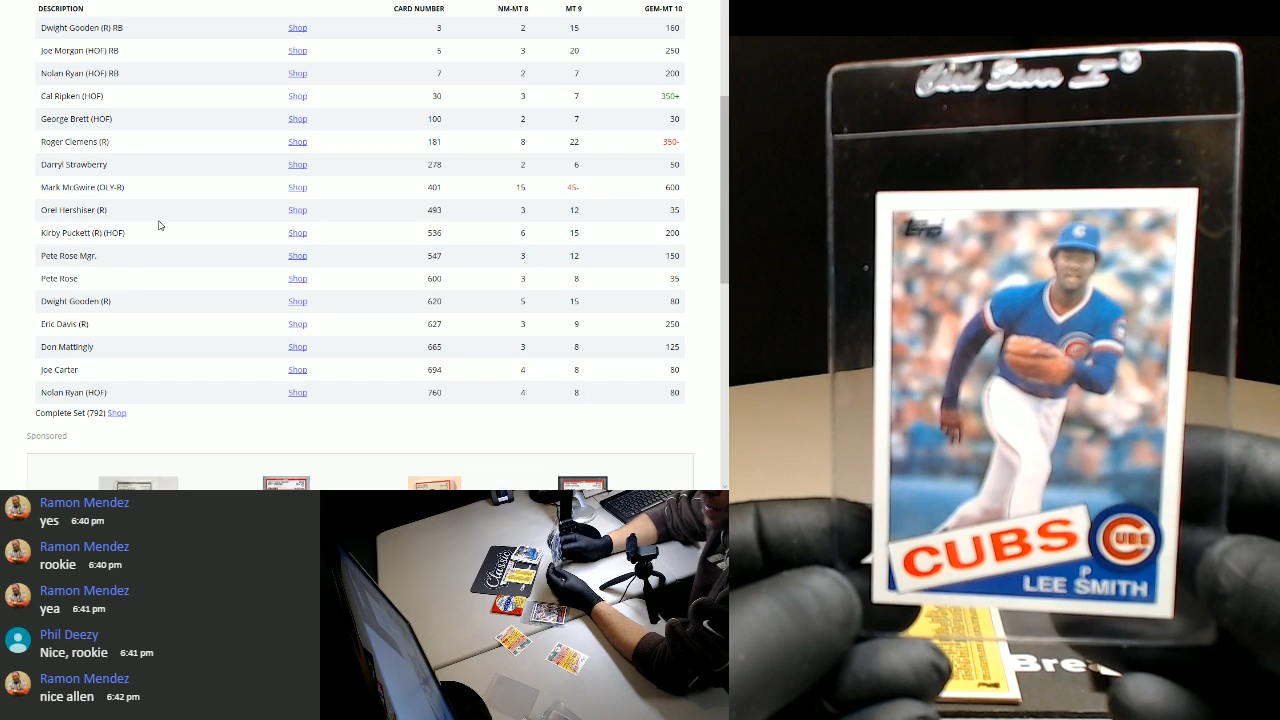 DESCRIPTION CARD NUMBER NM-MT 8 MT 9 GEM-MT 10
Dwight Gooden (R) RB Shop 3 2 15 160
Joe Morgan (HOF) RB Shop 5 3 20 250
Nolan Ryan (HOF) RB Shop 7 2 7 200
Cal Ripken (HOF) Shop 30 3 7 350+
George Brett (HOF) Shop 100 2 7 30
Roger Clemens (R) Shop 181 8 22 350-
Darryl Strawberry Shop 278 2 6 50
Mark McGwire (OLY-R) Shop 401 15 45- 600
Orel Hershiser (R) Shop 493 3 12 35
Kirby Puckett (R) (HOF) Shop 536 6 15 200
Pete Rose Mgr. Shop 547 3 12 150
Pete Rose Shop 600 3 8 35
Dwight Gooden (R) Shop 620 5 15 80
Eric Davis (R) Shop 627 3 9 250
Don Mattingly Shop 665 3 8 125
Joe Carter Shop 694 4 8 80
Nolan Ryan (HOF) Shop 760 4 8 80
Complete Set (792) Shop
Sponsored
Ramon Mendez
yes 6:40 pm
Ramon Mendez
rookie 6:40 pm
Ramon Mendez
yea 6:41 pm
Phil Deezy
Nice, rookie 6:41 pm
Ramon Mendez
nice allen 6:42 pm
Card Saver I
Topps
C
CUBS
CUBS
P
LEE SMITH
Brea